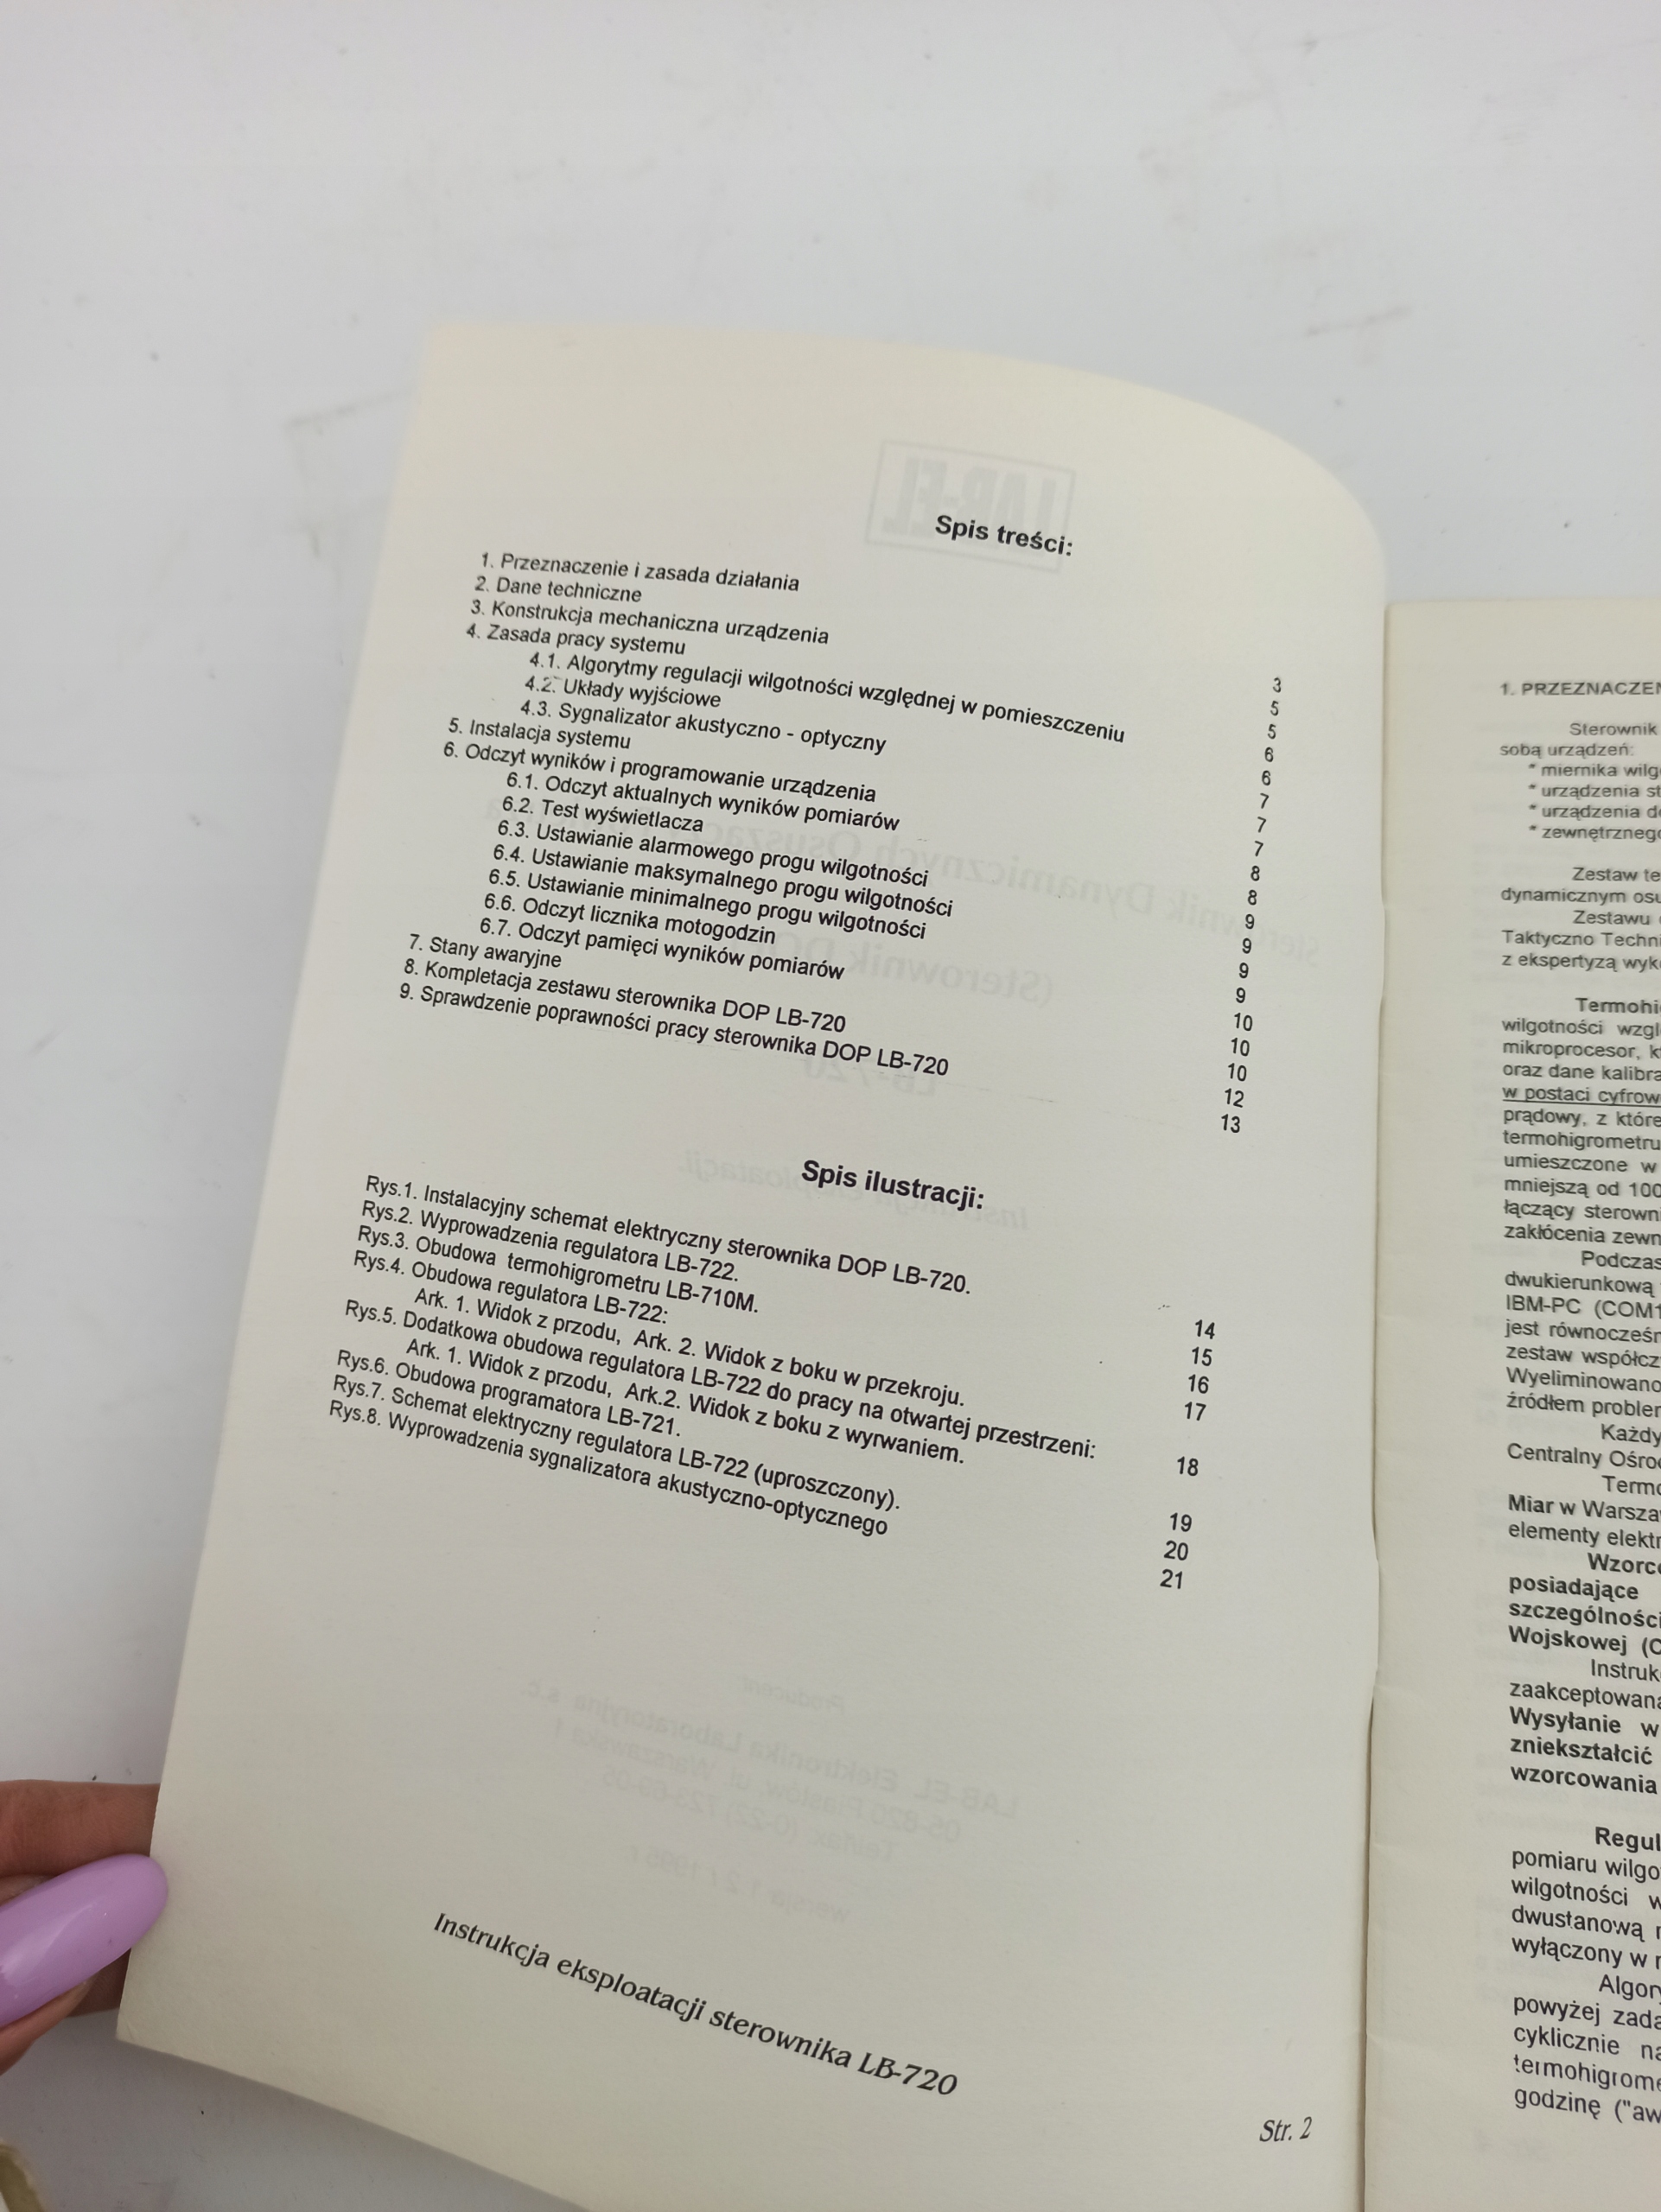 Spis treści:
1. Przeznaczenie i zasada działania 3
2. Dane techniczne 5
3. Konstrukcja mechaniczna urządzenia 5
4. Zasada pracy systemu 6
4.1. Algorytmy regulacji wilgotności względnej w pomieszczeniu 6
4.2. Układy wyjściowe 7
4.3. Sygnalizator akustyczno - optyczny 7
5. Instalacja systemu 7
6. Odczyt wyników i programowanie urządzenia 8
6.1. Odczyt aktualnych wyników pomiarów 8
6.2. Test wyświetlacza 9
6.3. Ustawianie alarmowego progu wilgotności 9
6.4. Ustawianie maksymalnego progu wilgotności 9
6.5. Ustawianie minimalnego progu wilgotności 9
6.6. Odczyt licznika motogodzin 10
6.7. Odczyt pamięci wyników pomiarów 10
7. Stany awaryjne 10
8. Kompletacja zestawu sterownika DOP LB-720 12
9. Sprawdzenie poprawności pracy sterownika DOP LB-720 13
Spis ilustracji:
Rys.1. Instalacyjny schemat elektryczny sterownika DOP LB-720. 14
Rys.2. Wyprowadzenia regulatora LB-722. 15
Rys.3. Obudowa termohigrometru LB-710M. 16
Rys.4. Obudowa regulatora LB-722: 17
Ark. 1. Widok z przodu, Ark. 2. Widok z boku w przekroju.
Rys.5. Dodatkowa obudowa regulatora LB-722 do pracy na otwartej przestrzeni: 18
Ark. 1. Widok z przodu, Ark.2. Widok z boku z wyrwaniem.
Rys.6. Obudowa programatora LB-721. 19
Rys.7. Schemat elektryczny regulatora LB-722 (uproszczony). 20
Rys.8. Wyprowadzenia sygnalizatora akustyczno-optycznego 21
Instrukcja eksploatacji sterownika LB-720
Str. 2
1. PRZEZNACZEN
Sterownik
sobą urządzeń:
* miernika wilg
* urządzenia st
* urządzenia d
* zewnętrzneg
Zestaw te
dynamicznym osu
Zestawu
Taktyczno Techni
z ekspertyzą wyk
Termohi
wilgotności wzgl
mikroprocesor, k
oraz dane kalibra
w postaci cyfrow
prądowy, z które
termohigrometru
umieszczone w
mniejszą od 100
łączący sterowni
zakłócenia zewn
Podczas
dwukierunkową
IBM-PC (COM1
jest równocześn
zestaw współcz
Wyeliminowano
źródłem probler
Każdy
Centralny Ośro
Termo
Miar w Warsza
elementy elektr
Wzorc
posiadające
szczególności
Wojskowej (C
Instruk
zaakceptowana
Wysyłanie w
zniekształcić
wzorcowania
Regul
pomiaru wilgo
wilgotności w
dwustanową r
wyłączony w r
Algory
powyżej zada
cyklicznie na
termohigrome
godzinę ("aw